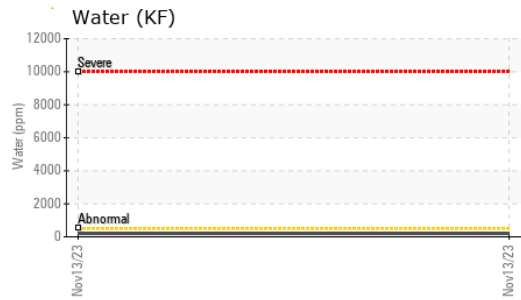 Water (KF)
12000
Severe
10000
8000
Water (ppm)
6000
4000
2000
Abnormal
0
Nov13/23
Nov13/23